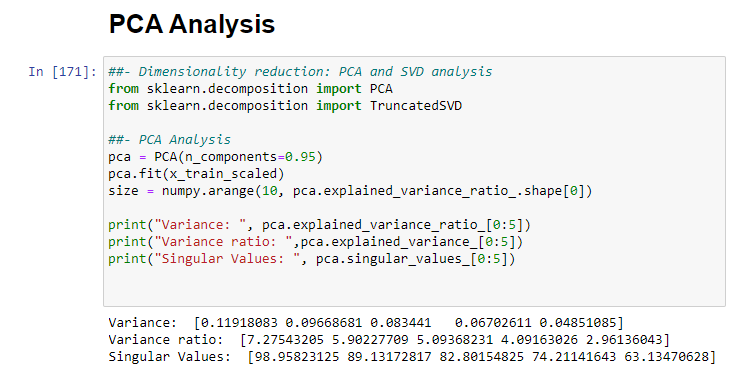 PCA Analysis
In [171]: ##- Dimensionality reduction: PCA and SVD analysis
from sklearn.decomposition import PCA
from sklearn.decomposition import TruncatedSVD
##- PCA Analysis
pca = PCA(n_components=0.95)
pca.fit(x_train_scaled)
size = numpy.arange(10, pca.explained_variance_ratio_.shape[0])
print("Variance: ", pca.explained_variance_ratio_[0:5])
print("Variance ratio: ",pca.explained_variance_[0:5])
print("Singular Values: ", pca.singular_values_[0:5])
Variance:  [0.11918083 0.09668681 0.083441   0.06702611 0.04851085]
Variance ratio:  [7.27543205 5.90227709 5.09368231 4.09163026 2.96136043]
Singular Values:  [98.95823125 89.13172817 82.80154825 74.21141643 63.13470628]